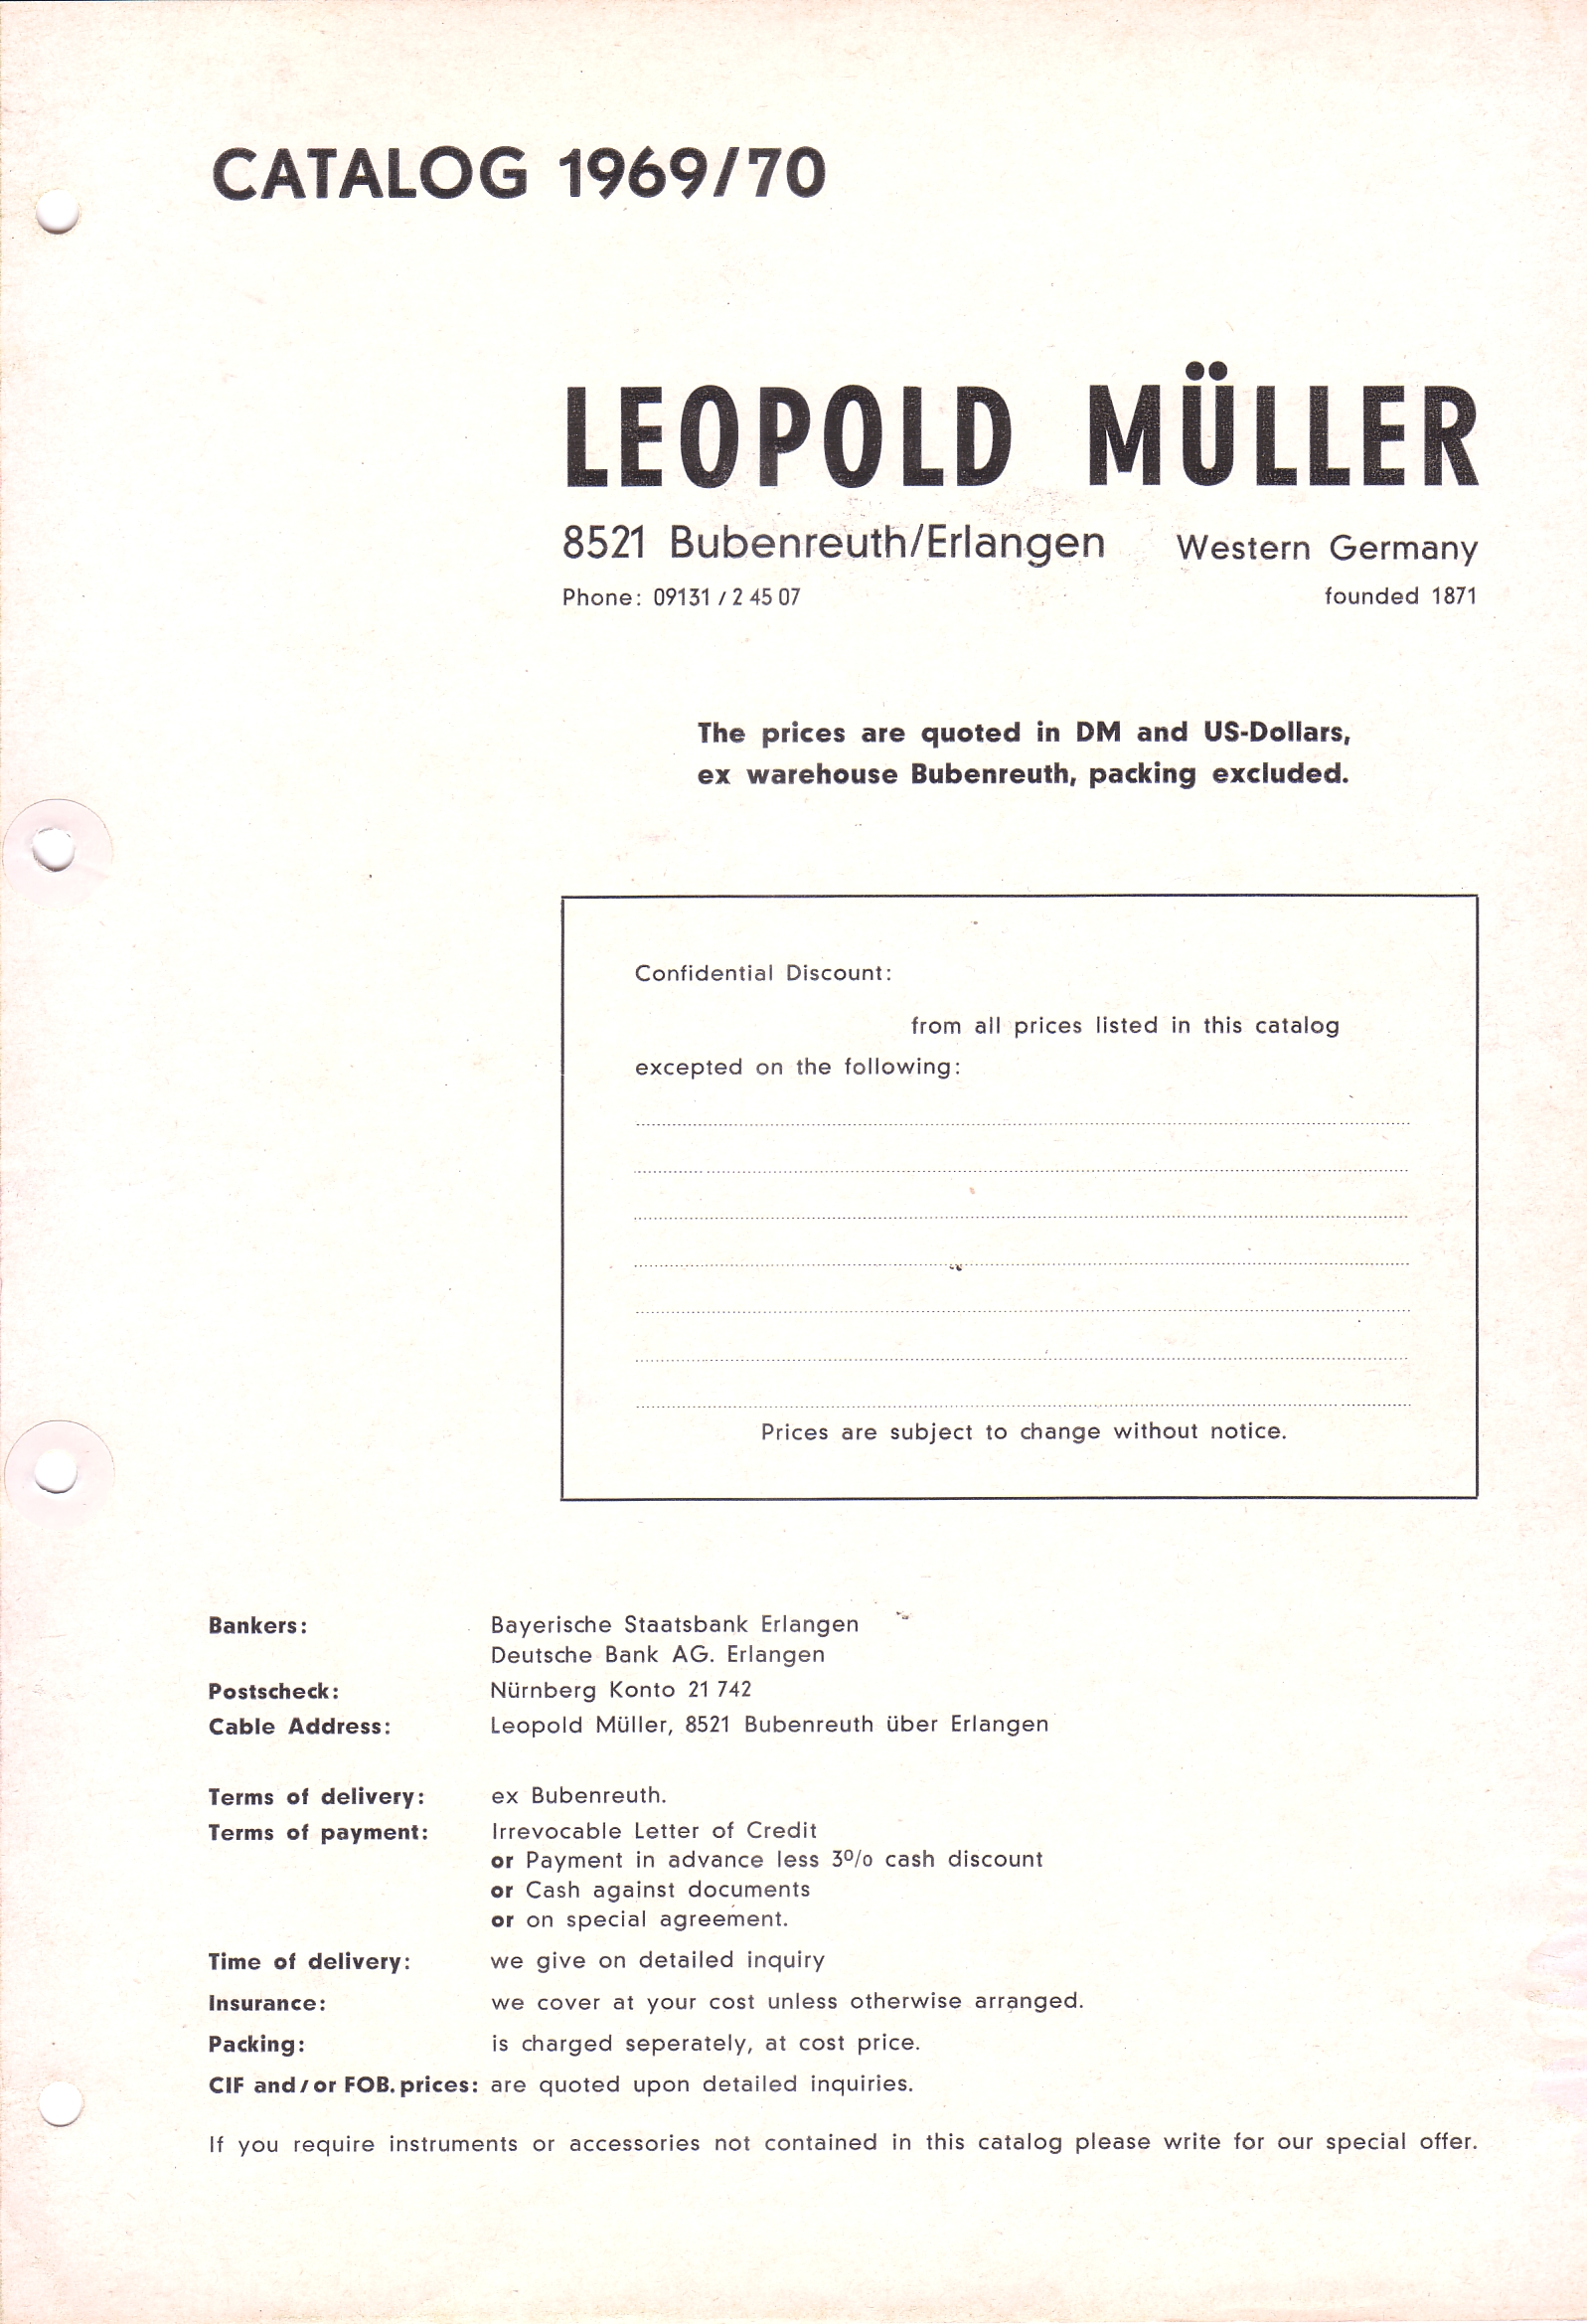 CATALOG 1969/70
LEOPOLD MÜLLER
8521 Bubenreuth/Erlangen Western Germany
Phone: 09131 / 2 45 07 founded 1871
The prices are quoted in DM and US-Dollars,
ex warehouse Bubenreuth, packing excluded.
Confidential Discount:
from all prices listed in this catalog
excepted on the following:
Prices are subject to change without notice.
Bankers: Bayerische Staatsbank Erlangen
Deutsche Bank AG. Erlangen
Postscheck: Nürnberg Konto 21 742
Cable Address: Leopold Müller, 8521 Bubenreuth über Erlangen
Terms of delivery: ex Bubenreuth.
Terms of payment: Irrevocable Letter of Credit
or Payment in advance less 3% cash discount
or Cash against documents
or on special agreement.
Time of delivery: we give on detailed inquiry
Insurance: we cover at your cost unless otherwise arranged.
Packing: is charged seperately, at cost price.
CIF and/or FOB. prices: are quoted upon detailed inquiries.
If you require instruments or accessories not contained in this catalog please write for our special offer.